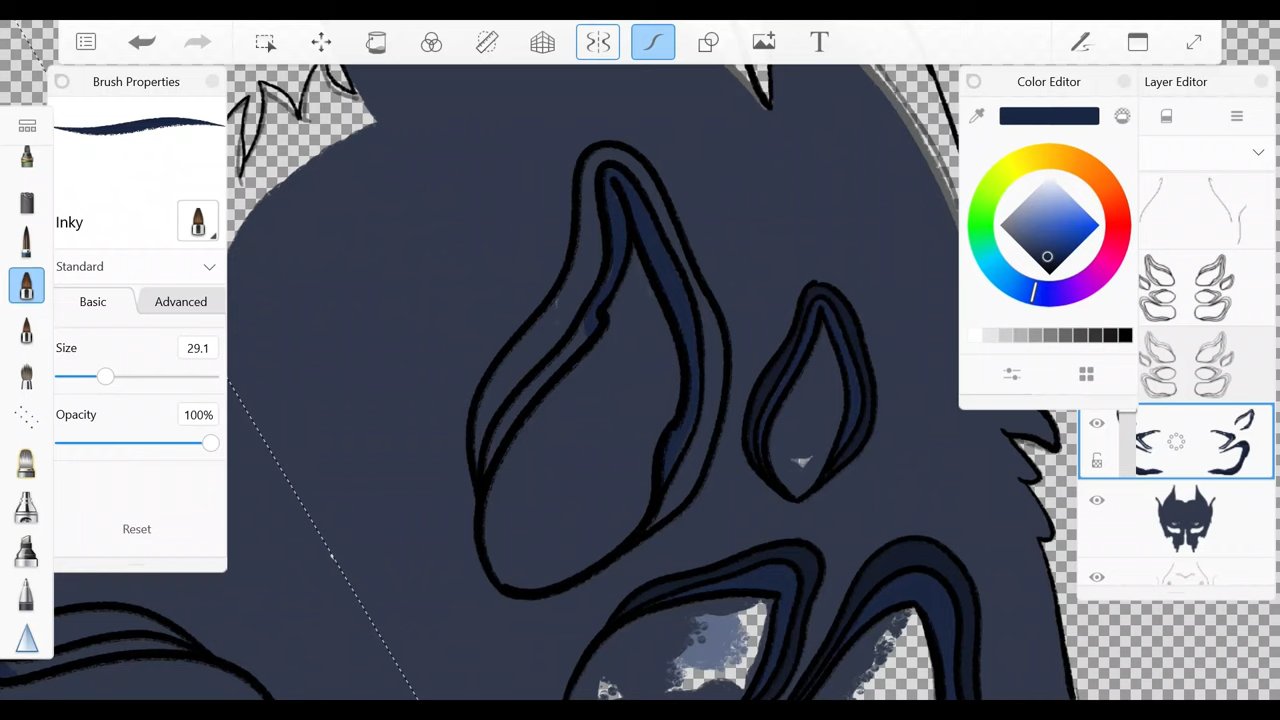 T
Brush Properties
Color Editor
Layer Editor
Inky
Standard
Basic
Advanced
Size
29.1
Opacity
100%
Reset